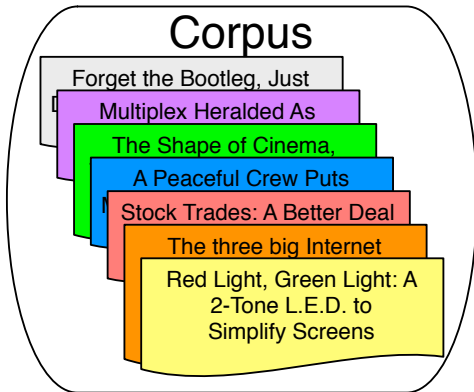 Corpus
Forget the Bootleg, Just
Multiplex Heralded As
The Shape of Cinema,
A Peaceful Crew Puts
Stock Trades: A Better Deal
The three big Internet
Red Light, Green Light: A
2-Tone L.E.D. to
Simplify Screens